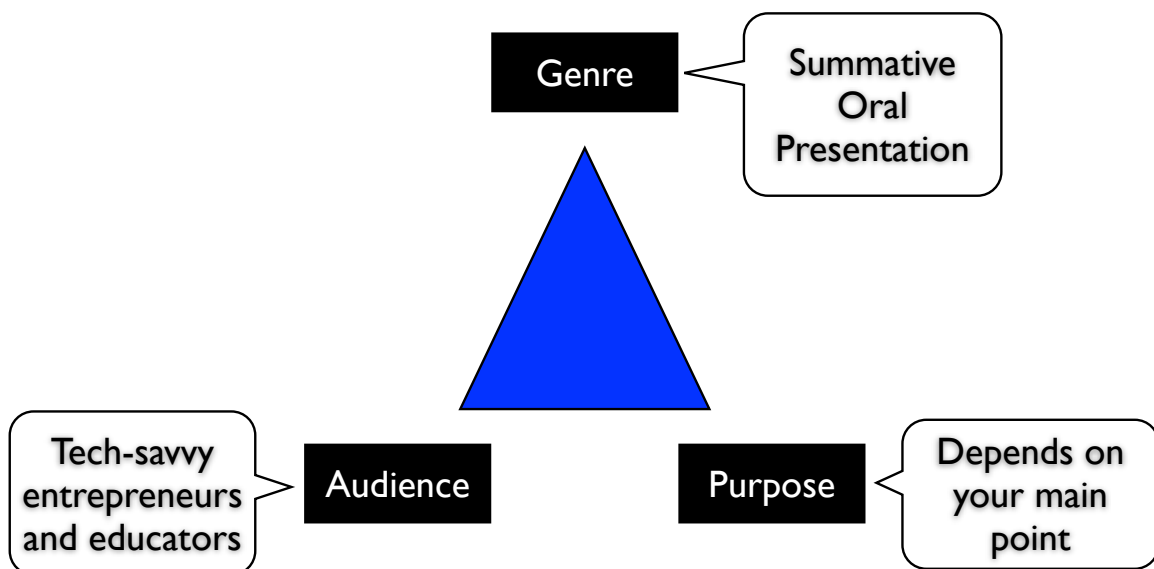 Genre
Summative
Oral
Presentation
Tech-savvy
entrepreneurs
and educators
Audience
Purpose
Depends on
your main
point